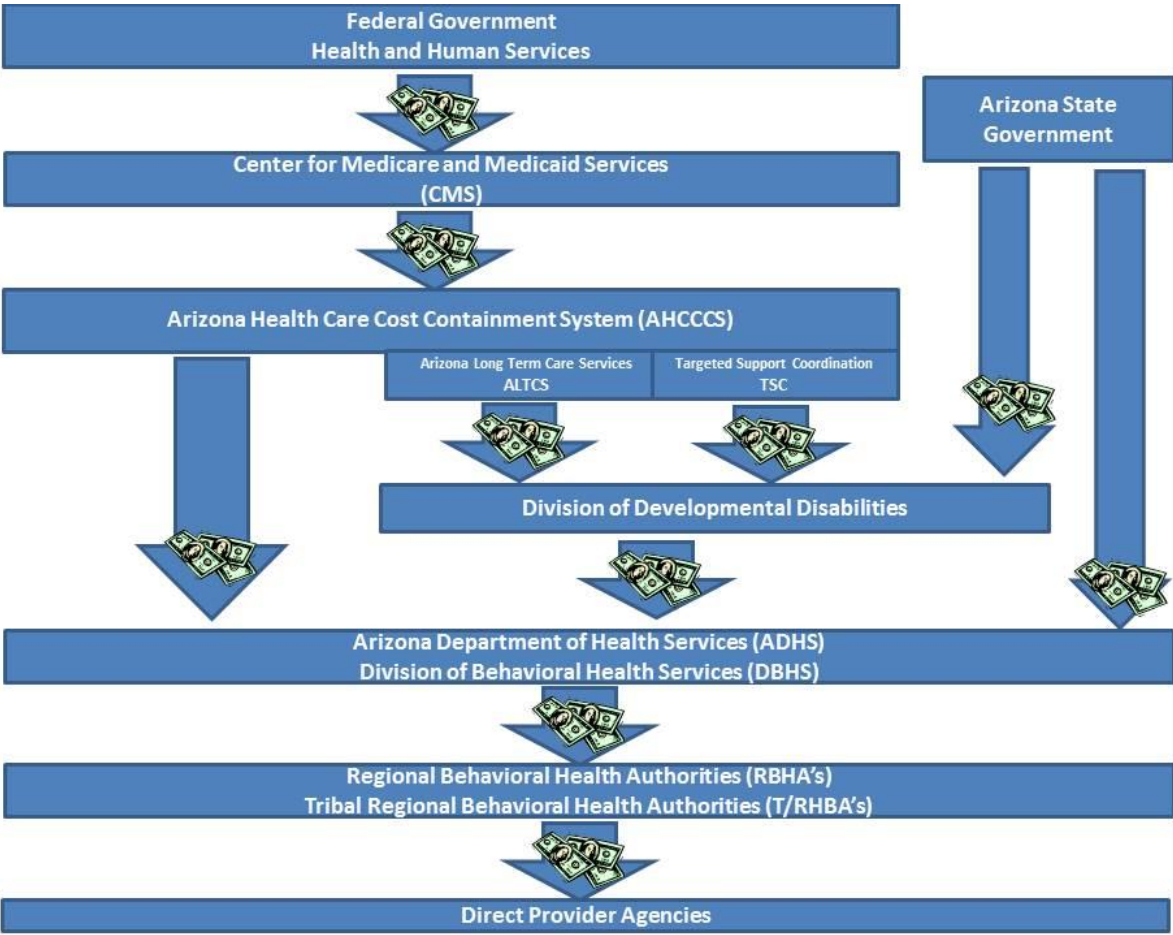 Federal Government
Health and Human Services
Arizona State
Government
Center for Medicare and Medicaid Services
(CMS)
Arizona Health Care Cost Containment System (AHCCCS)
Arizona Long Term Care Services
ALTCS
Targeted Support Coordination
TSC
Division of Developmental Disabilities
Arizona Department of Health Services (ADHS)
Division of Behavioral Health Services (DBHS)
Regional Behavioral Health Authorities (RBHA's)
Tribal Regional Behavioral Health Authorities (T/RHBA's)
Direct Provider Agencies